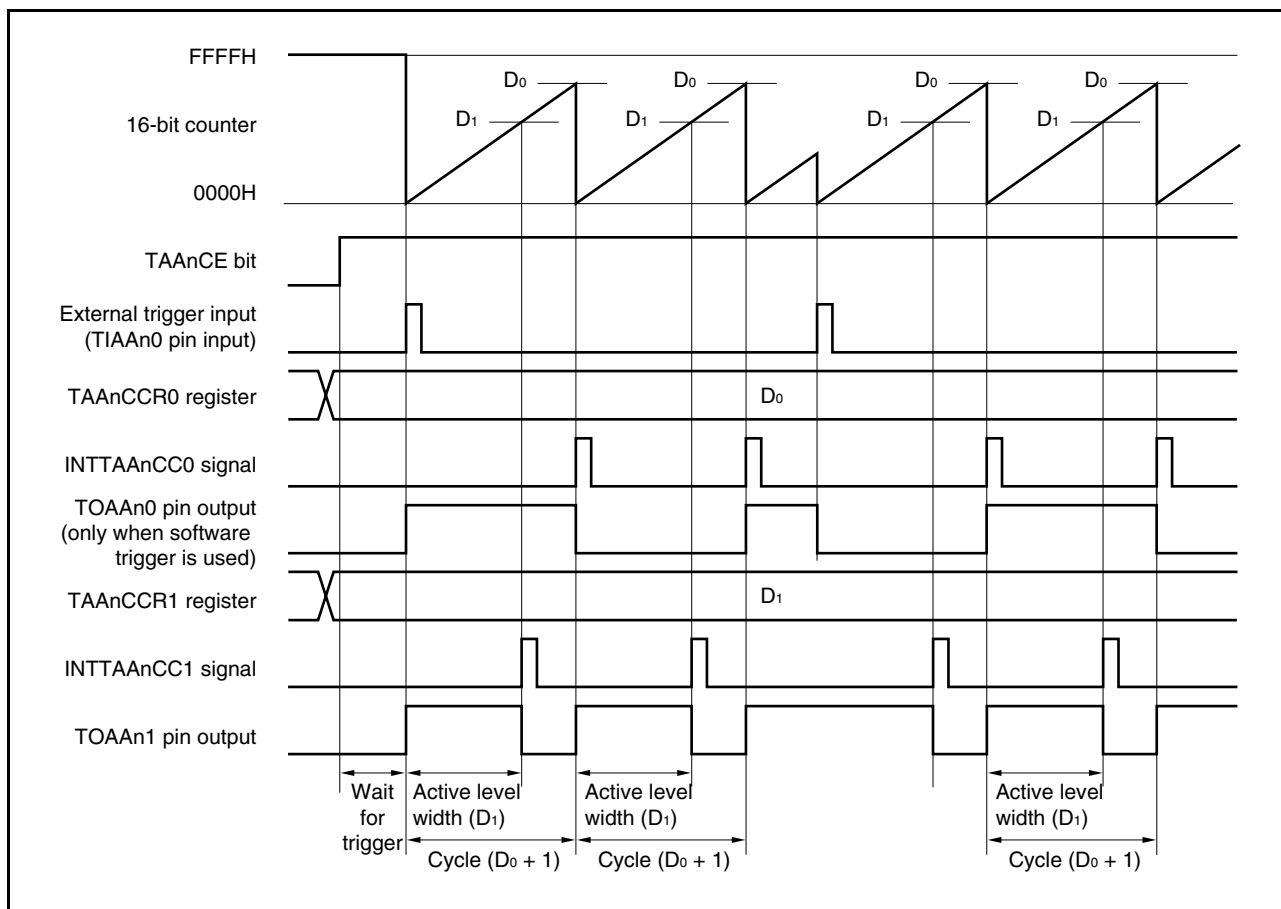 FFFFH
D0 D0 D0 D0
16-bit counter
D1 D1 D1 D1
0000H
TAAnCE bit
External trigger input
(TIAAn0 pin input)
TAAnCCR0 register
D0
INTTAAnCC0 signal
TOAAn0 pin output
(only when software
trigger is used)
TAAnCCR1 register
D1
INTTAAnCC1 signal
TOAAn1 pin output
Wait
for
trigger
Active level
width (D1)
Active level
width (D1)
Active level
width (D1)
Cycle (D0 + 1)
Cycle (D0 + 1)
Cycle (D0 + 1)